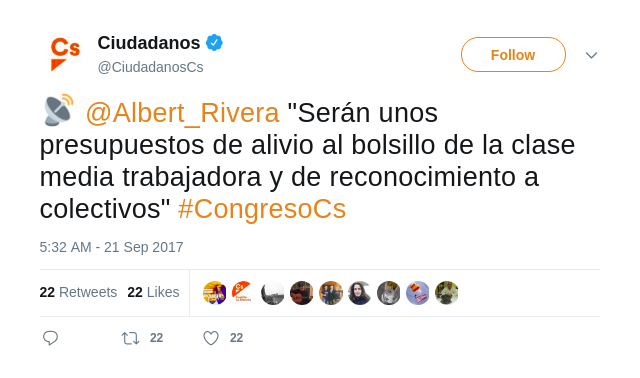 Cs
Ciudadanos
@CiudadanosCs
Follow
@Albert_Rivera "Serán unos
presupuestos de alivio al bolsillo de la clase
media trabajadora y de reconocimiento a
colectivos" #CongresoCs
5:32 AM - 21 Sep 2017
22 Retweets 22 Likes
22 22